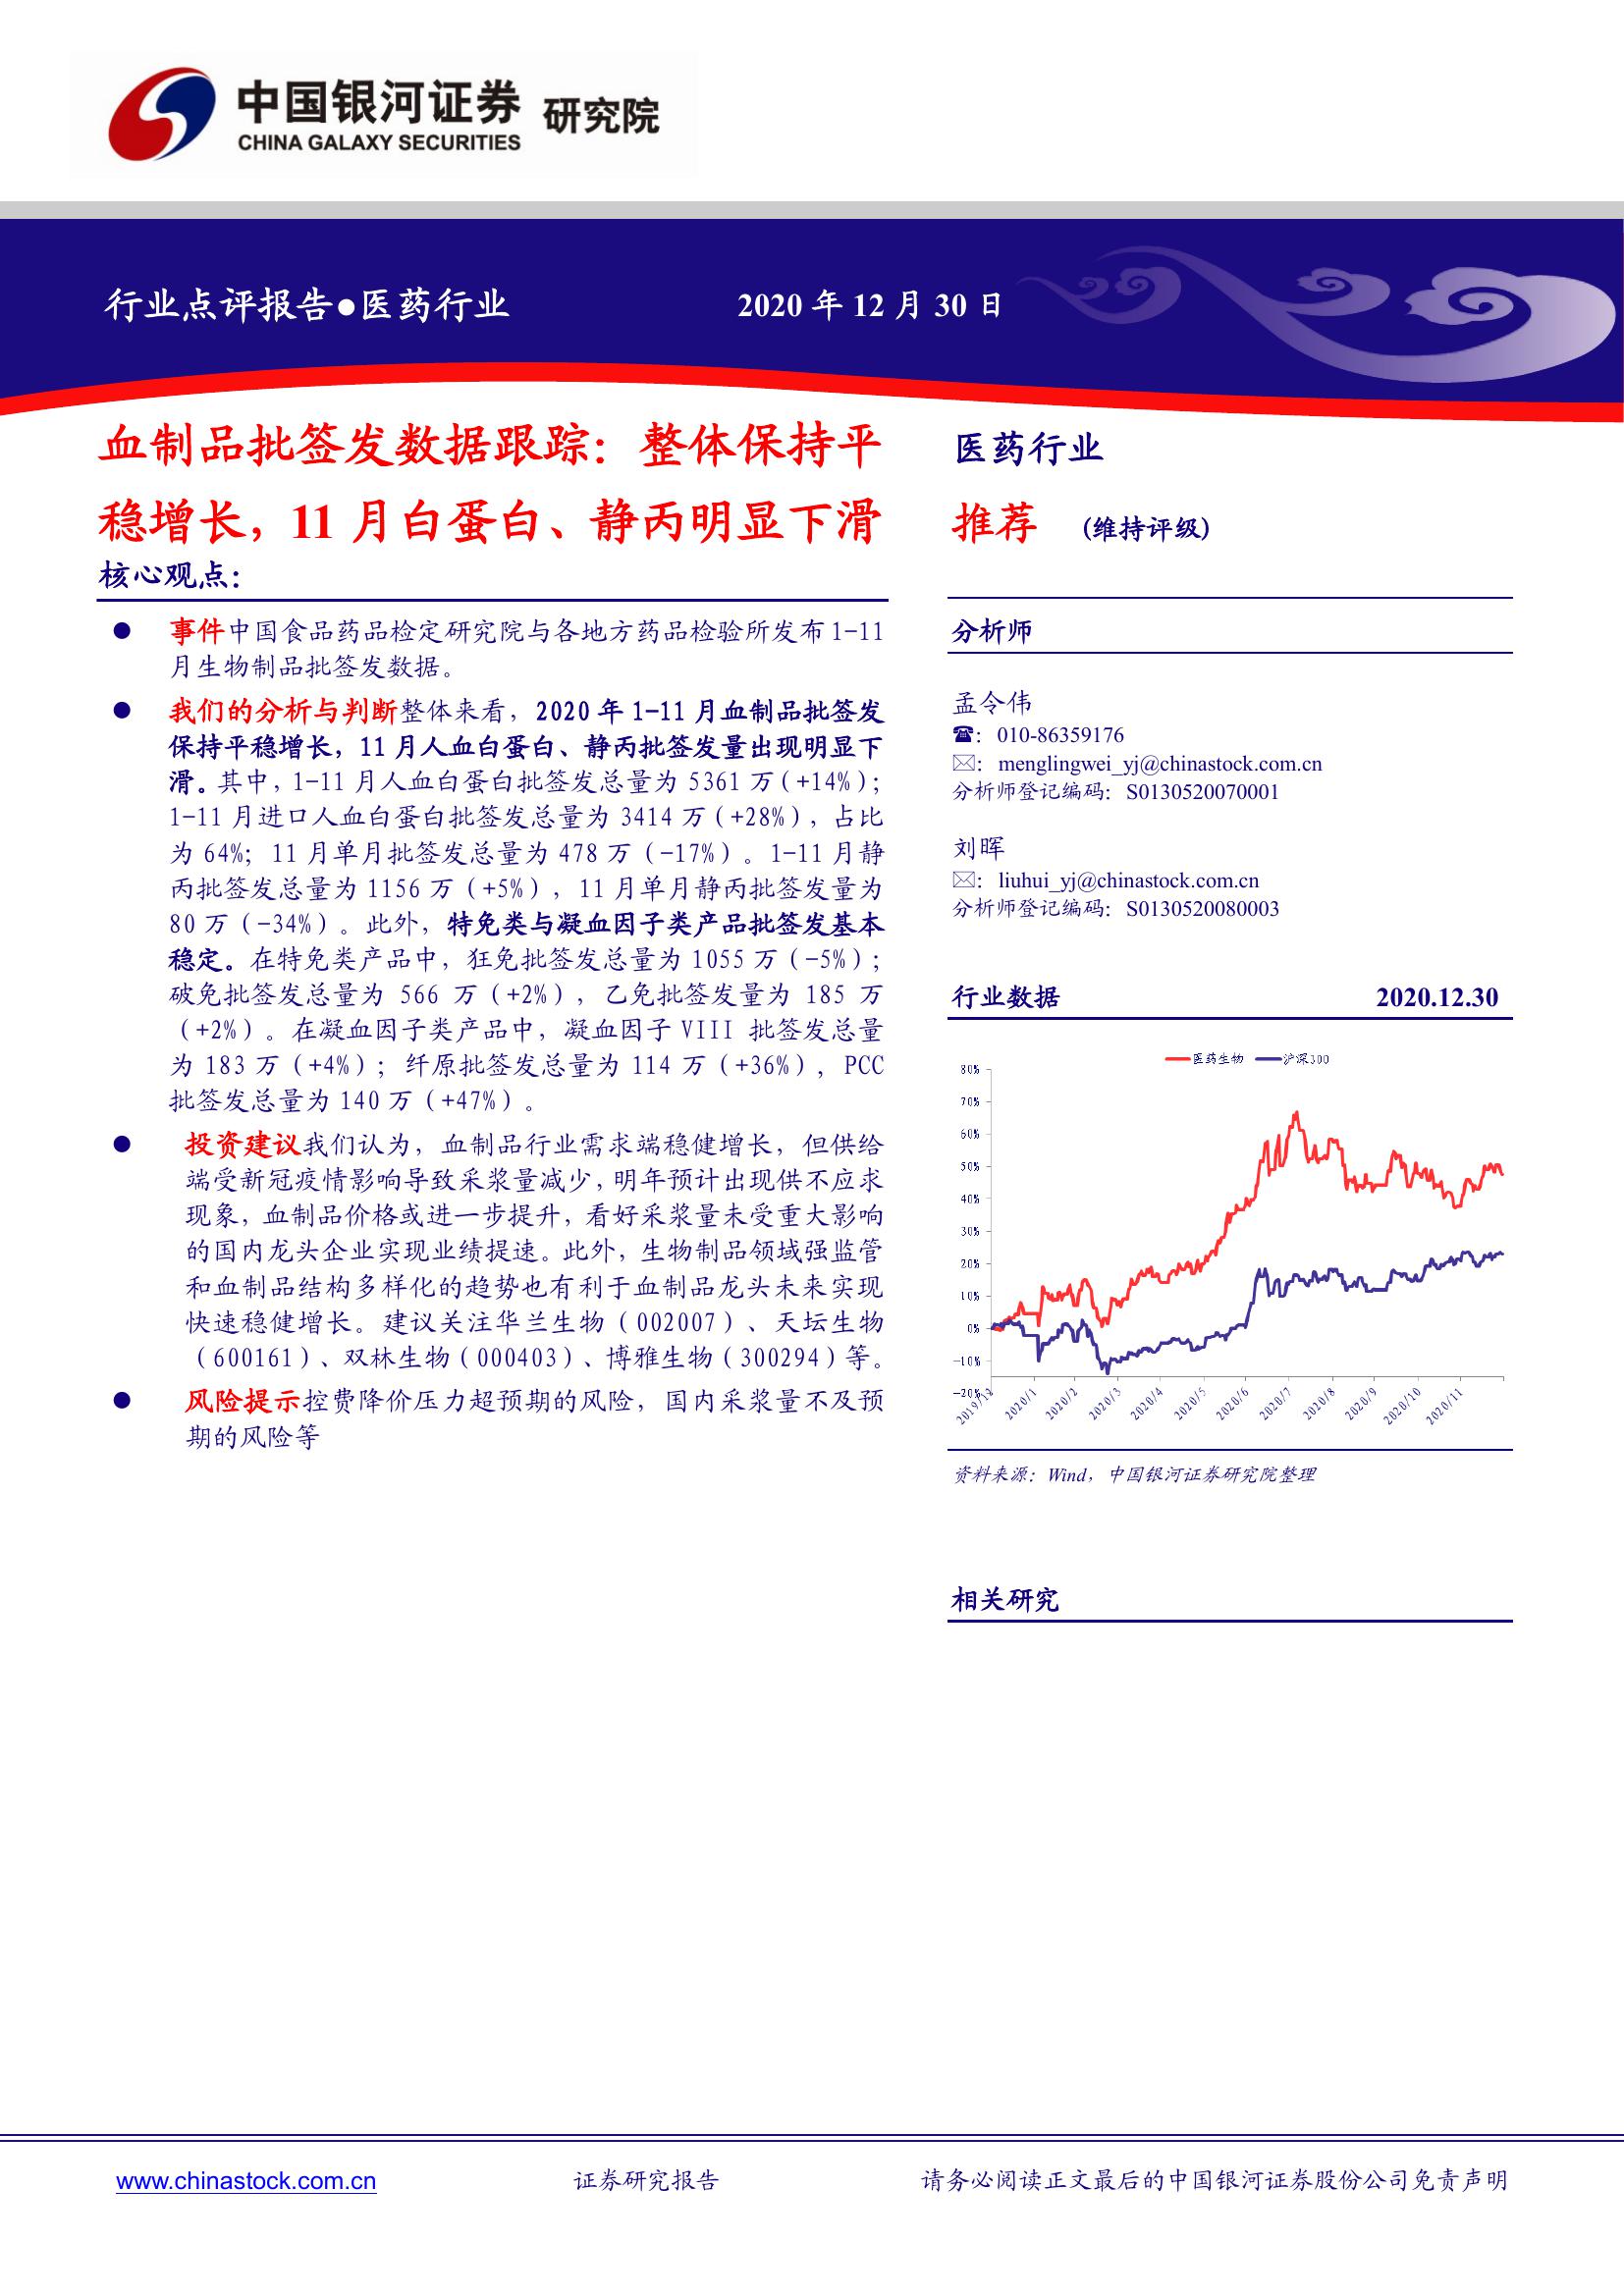 中国银河证券 研究院
CHINA GALAXY SECURITIES
行业点评报告●医药行业
2020 年 12 月 30 日
血制品批签发数据跟踪：整体保持平
稳增长，11 月白蛋白、静丙明显下滑
核心观点：
● 事件中国食品药品检定研究院与各地方药品检验所发布1-11
月生物制品批签发数据。
● 我们的分析与判断整体来看，2020 年 1-11 月血制品批签发
保持平稳增长，11 月人血白蛋白、静丙批签发量出现明显下
滑。其中，1-11 月人血白蛋白批签发总量为 5361 万（+14%）；
1-11 月进口人血白蛋白批签发总量为 3414 万（+28%），占比
为 64%；11 月单月批签发总量为 478 万（-17%）。1-11 月静
丙批签发总量为 1156 万（+5%），11 月单月静丙批签发量为
80 万（-34%）。此外，特免类与凝血因子类产品批签发基本
稳定。在特免类产品中，狂免批签发总量为 1055 万（-5%）；
破免批签发总量为 566 万（+2%），乙免批签发量为 185 万
（+2%）。在凝血因子类产品中，凝血因子 VIII 批签发总量
为 183 万（+4%）；纤原批签发总量为 114 万（+36%），PCC
批签发总量为 140 万（+47%）。
● 投资建议我们认为，血制品行业需求端稳健增长，但供给
端受新冠疫情影响导致采浆量减少，明年预计出现供不应求
现象，血制品价格或进一步提升，看好采浆量未受重大影响
的国内龙头企业实现业绩提速。此外，生物制品领域强监管
和血制品结构多样化的趋势也有利于血制品龙头未来实现
快速稳健增长。建议关注华兰生物（002007）、天坛生物
（600161）、双林生物（000403）、博雅生物（300294）等。
● 风险提示控费降价压力超预期的风险，国内采浆量不及预
期的风险等
医药行业
推荐 (维持评级)
分析师
孟令伟
☎：010-86359176
✉：menglingwei_yj@chinastock.com.cn
分析师登记编码：S0130520070001
刘晖
✉：liuhui_yj@chinastock.com.cn
分析师登记编码：S0130520080003
行业数据 2020.12.30
医药生物 沪深300
80%
70%
60%
50%
40%
30%
20%
10%
0%
-10%
-20%
2019/12 2020/1 2020/2 2020/3 2020/4 2020/5 2020/6 2020/7 2020/8 2020/9 2020/10 2020/11
资料来源：Wind，中国银河证券研究院整理
相关研究
www.chinastock.com.cn
证券研究报告
请务必阅读正文最后的中国银河证券股份公司免责声明